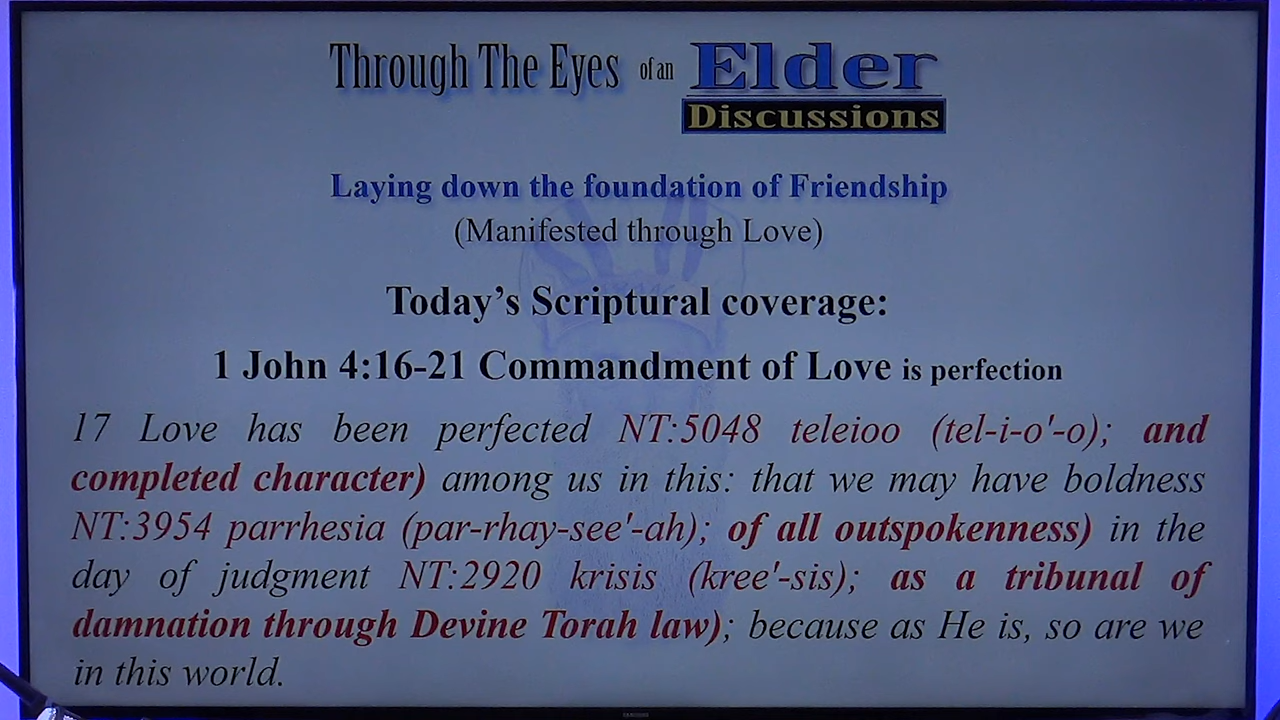 Through The Eyes of an Elder
Discussions
Laying down the foundation of Friendship
(Manifested through Love)
Today’s Scriptural coverage:
1 John 4:16-21 Commandment of Love is perfection
17 Love has been perfected NT:5048 teleioo (tel-i-o'-o); and
completed character) among us in this: that we may have boldness
NT:3954 parrhesia (par-rhay-see'-ah); of all outspokenness) in the
day of judgment NT:2920 krisis (kree'-sis); as a tribunal of
damnation through Devine Torah law); because as He is, so are we
in this world.
SAMSUNG